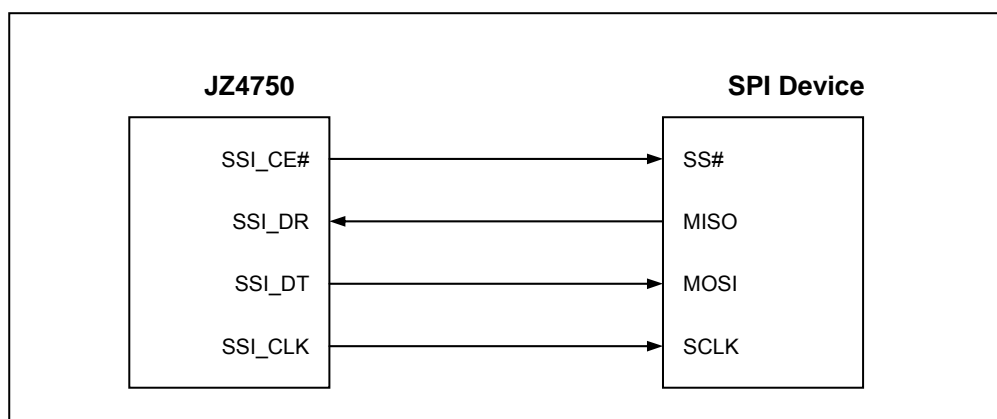 JZ4750 SPI Device
SSI_CE# SS#
SSI_DR MISO
SSI_DT MOSI
SSI_CLK SCLK